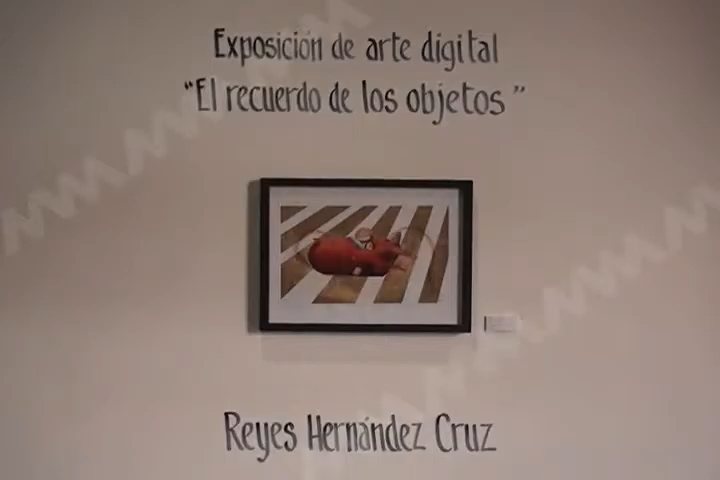 Exposición de arte digital
“El recuerdo de los objetos”
Reyes Hernández Cruz